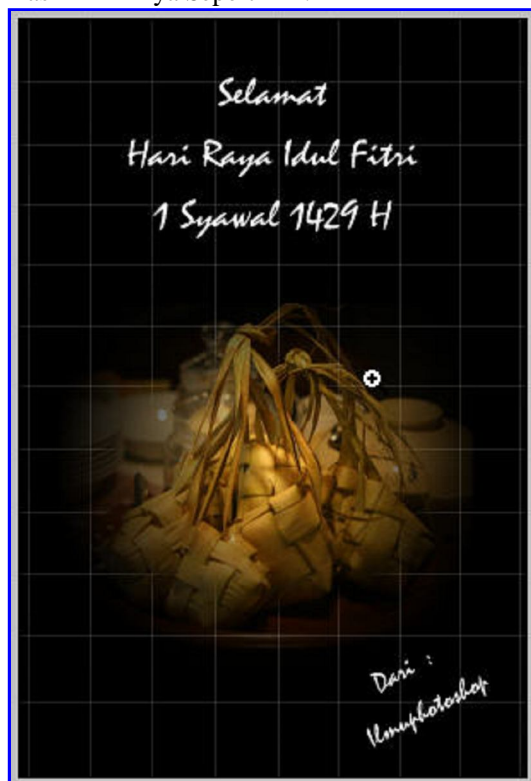 Selamat
Hari Raya Idul Fitri
1 Syawal 1429 H
Dari :
Ilmuphotoshop